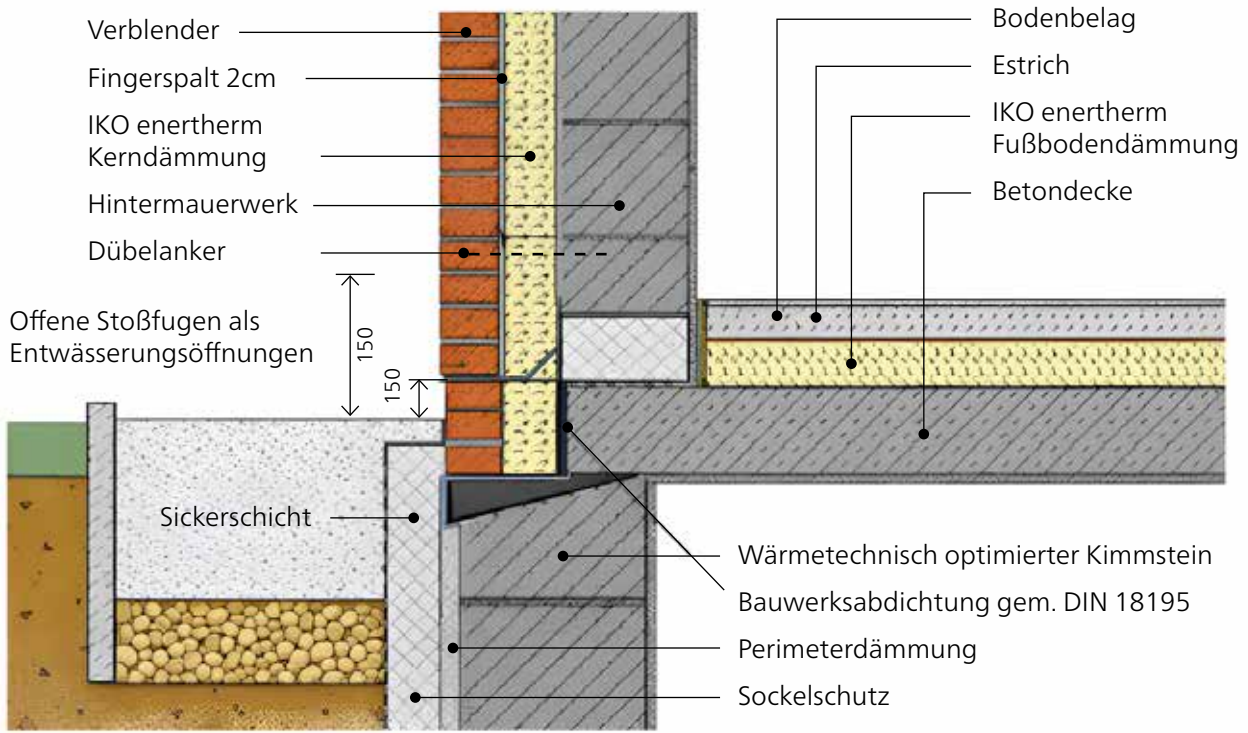 Verblender
Fingerspalt 2cm
IKO enertherm
Kerndämmung
Hintermauerwerk
Dübelanker
Offene Stoßfugen als
Entwässerungsöffnungen
150
150
Sickerschicht
Bodenbelag
Estrich
IKO enertherm
Fußbodendämmung
Betondecke
Wärmetechnisch optimierter Kimmstein
Bauwerksabdichtung gem. DIN 18195
Perimeterdämmung
Sockelschutz